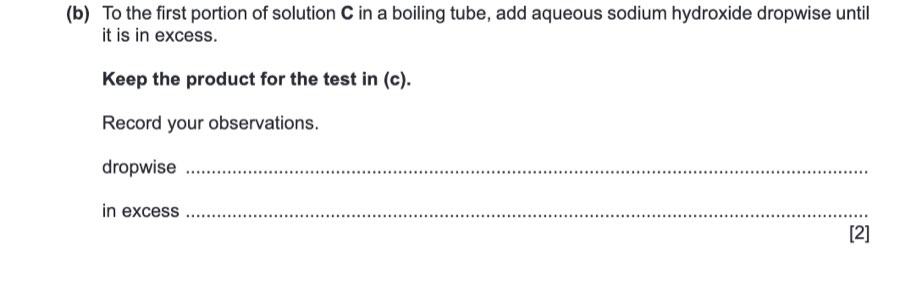 (b) To the first portion of solution C in a boiling tube, add aqueous sodium hydroxide dropwise until
it is in excess.
Keep the product for the test in (c).
Record your observations.
dropwise ........................................................................................................................................
in excess ........................................................................................................................................
[2]